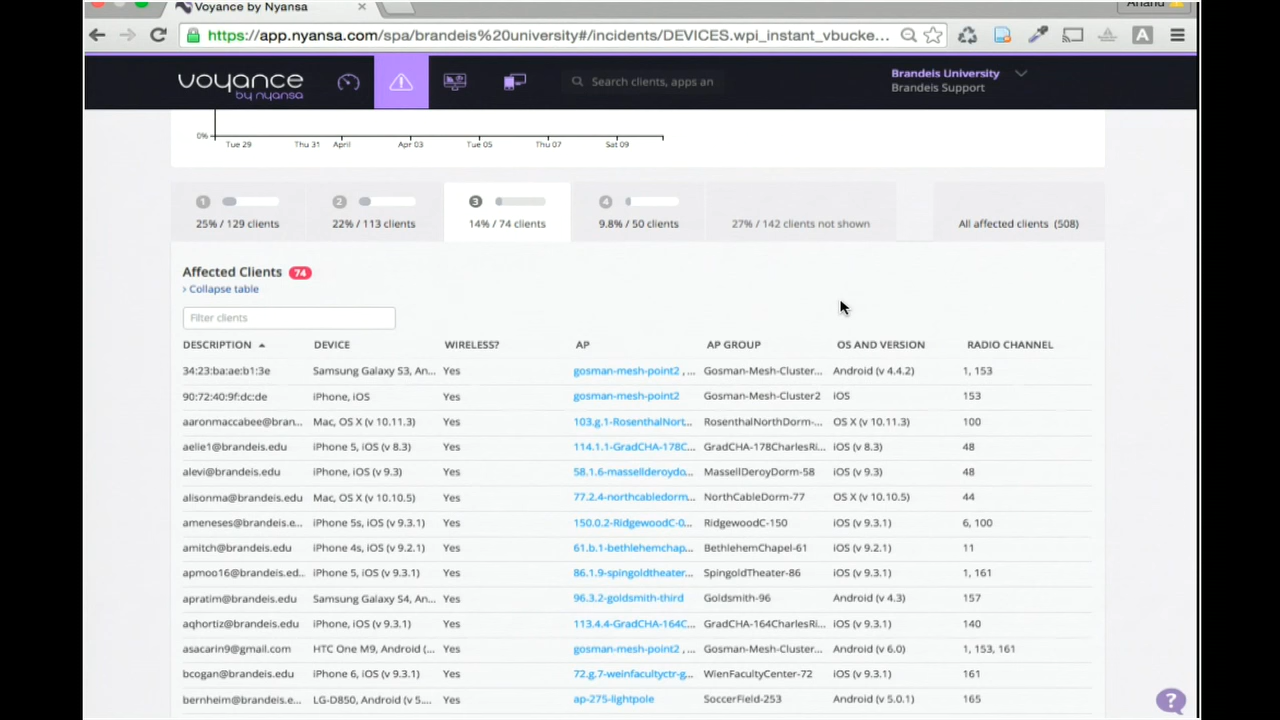 Voyance by Nyansa
Anand
https://app.nyansa.com/spa/brandeis%20university#/incidents/DEVICES.wpi_instant_vbucke...
voyance
by nyansa
Search clients, apps an
Brandeis University
Brandeis Support
0%
Tue 29 Thu 31 April Apr 03 Tue 05 Thu 07 Sat 09
1 2 3 4
25% / 129 clients 22% / 113 clients 14% / 74 clients 9.8% / 50 clients 27% / 142 clients not shown All affected clients (508)
Affected Clients 74
› Collapse table
Filter clients
DESCRIPTION DEVICE WIRELESS? AP AP GROUP OS AND VERSION RADIO CHANNEL
34:23:ba:ae:b1:3e Samsung Galaxy S3, An... Yes gosman-mesh-point2 , ... Gosman-Mesh-Cluster... Android (v 4.4.2) 1, 153
90:72:40:9f:dc:de iPhone, iOS Yes gosman-mesh-point2 Gosman-Mesh-Cluster2 iOS 153
aaronmaccabee@bran... Mac, OS X (v 10.11.3) Yes 103.g.1-RosenthalNort... RosenthalNorthDorm-... OS X (v 10.11.3) 100
aelie1@brandeis.edu iPhone 5, iOS (v 8.3) Yes 114.1.1-GradCHA-178C... GradCHA-178CharlesRi... iOS (v 8.3) 48
alevi@brandeis.edu iPhone, iOS (v 9.3) Yes 58.1.6-massellderoydo... MassellDeroyDorm-58 iOS (v 9.3) 48
alisonma@brandeis.edu Mac, OS X (v 10.10.5) Yes 77.2.4-northcabledorm... NorthCableDorm-77 OS X (v 10.10.5) 44
ameneses@brandeis.e... iPhone 5s, iOS (v 9.3.1) Yes 150.0.2-RidgewoodC-0... RidgewoodC-150 iOS (v 9.3.1) 6, 100
amitch@brandeis.edu iPhone 4s, iOS (v 9.2.1) Yes 61.b.1-bethlehemchap... BethlehemChapel-61 iOS (v 9.2.1) 11
apmoo16@brandeis.ed... iPhone 5, iOS (v 9.3.1) Yes 86.1.9-spingoldtheater... SpingoldTheater-86 iOS (v 9.3.1) 1, 161
apratim@brandeis.edu Samsung Galaxy S4, An... Yes 96.3.2-goldsmith-third Goldsmith-96 Android (v 4.3) 157
aqhortiz@brandeis.edu iPhone, iOS (v 9.3.1) Yes 113.4.4-GradCHA-164C... GradCHA-164CharlesRi... iOS (v 9.3.1) 140
asacarin9@gmail.com HTC One M9, Android (... Yes gosman-mesh-point2 , ... Gosman-Mesh-Cluster... Android (v 6.0) 1, 153, 161
bcogan@brandeis.edu iPhone 6, iOS (v 9.3.1) Yes 72.g.7-weinfacultyctr-g... WienFacultyCenter-72 iOS (v 9.3.1) 161
bernheim@brandeis.edu LG-D850, Android (v 5.... Yes ap-275-lightpole SoccerField-253 Android (v 5.0.1) 165
?